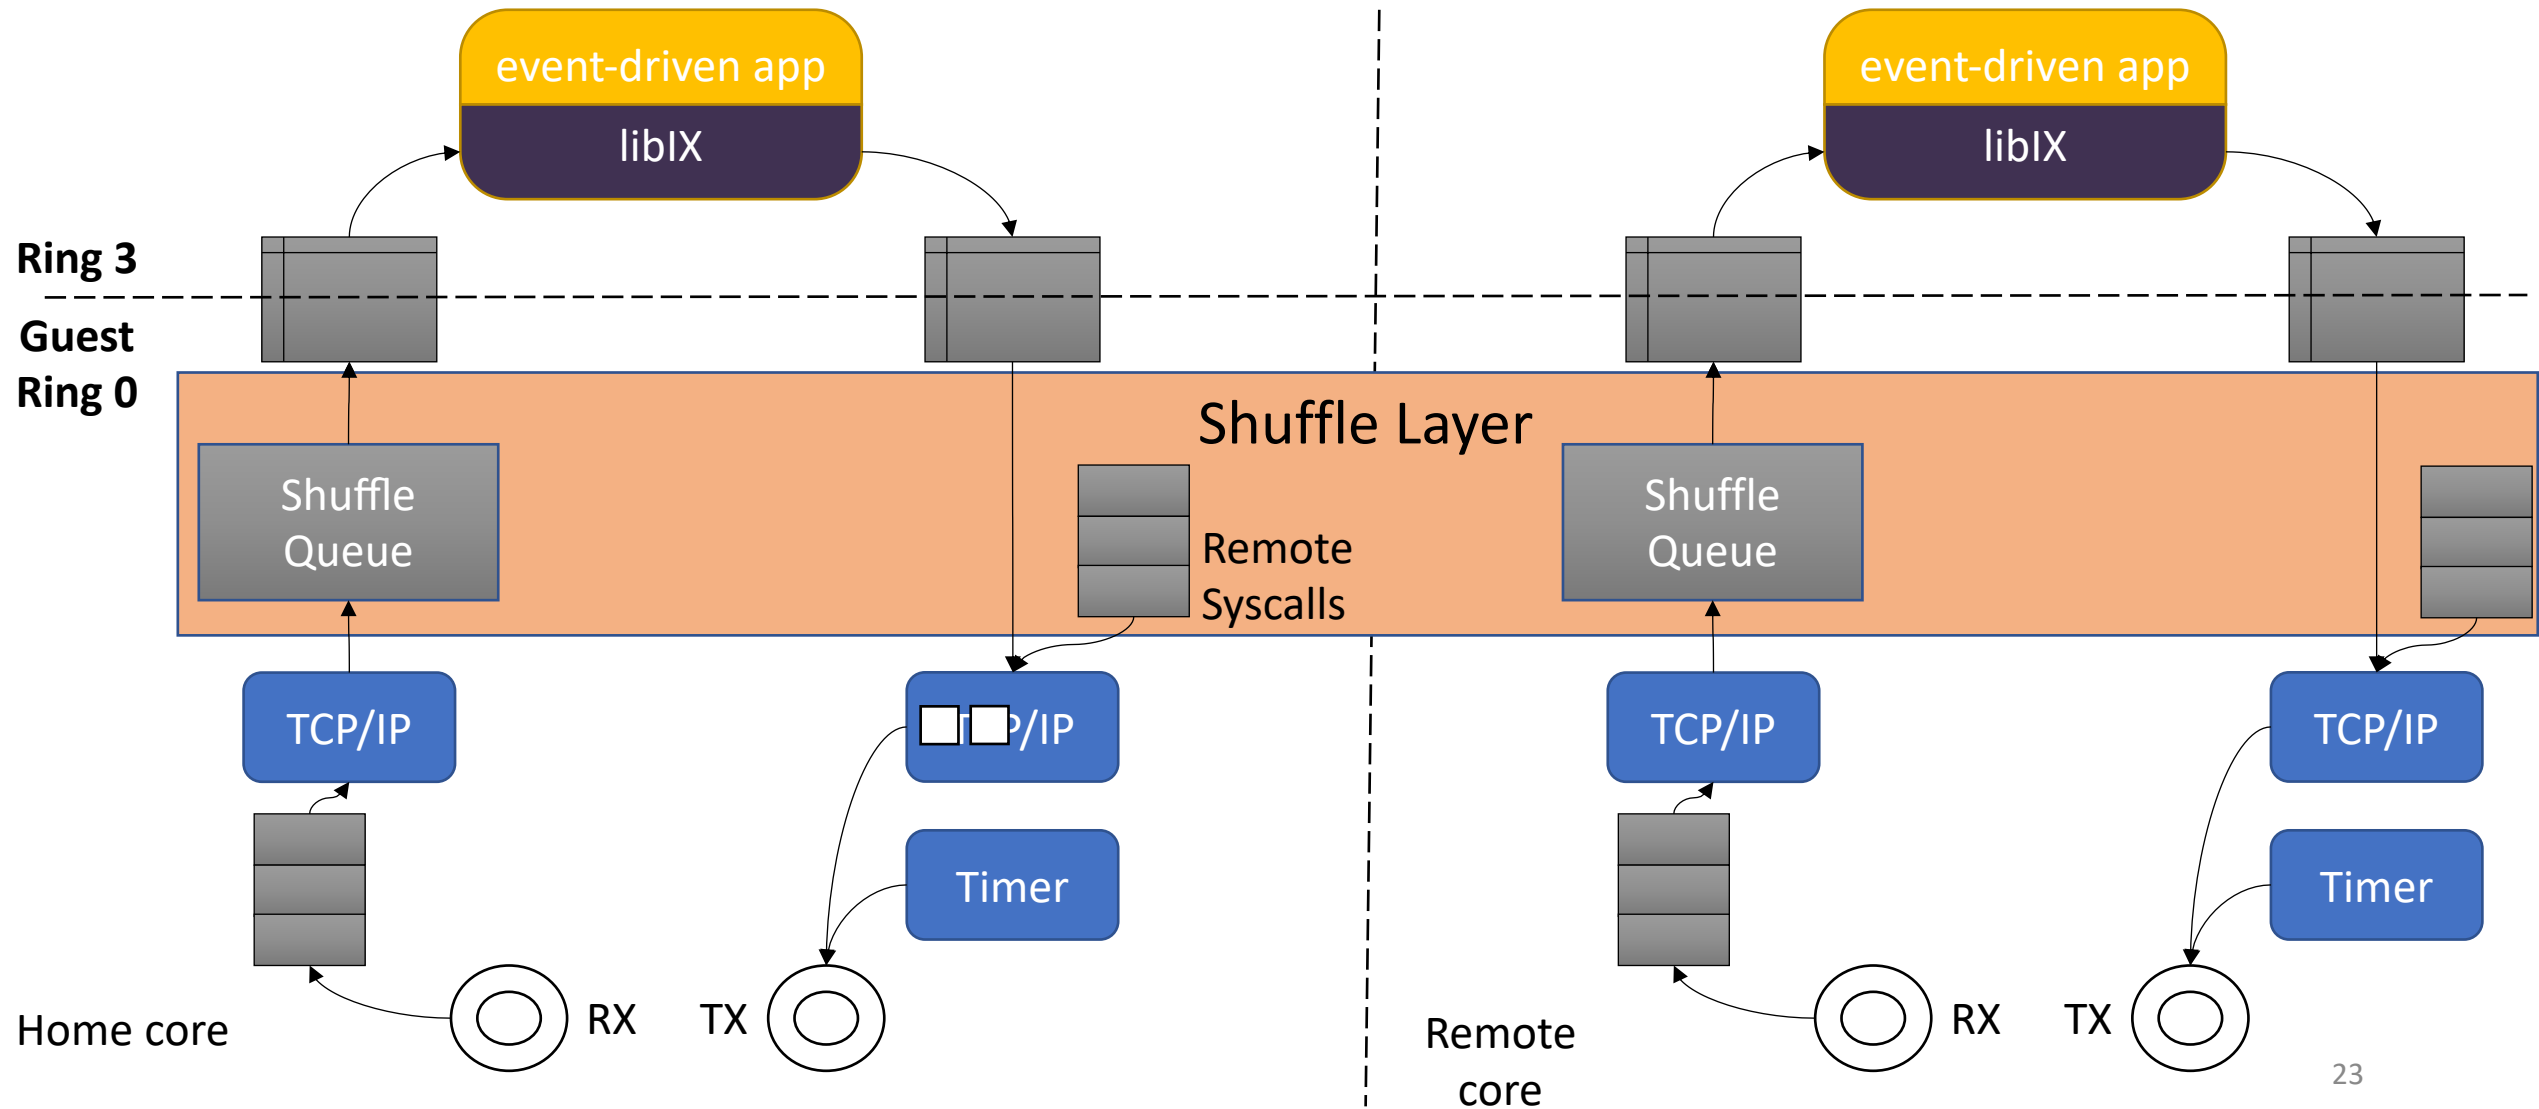 event-driven app
libIX
event-driven app
libIX
Ring 3
Guest
Ring 0
Shuffle Layer
Shuffle
Queue
Remote
Syscalls
Shuffle
Queue
TCP/IP
P/IP
TCP/IP
TCP/IP
Timer
Timer
Home core
RX
TX
Remote
core
RX
TX
23